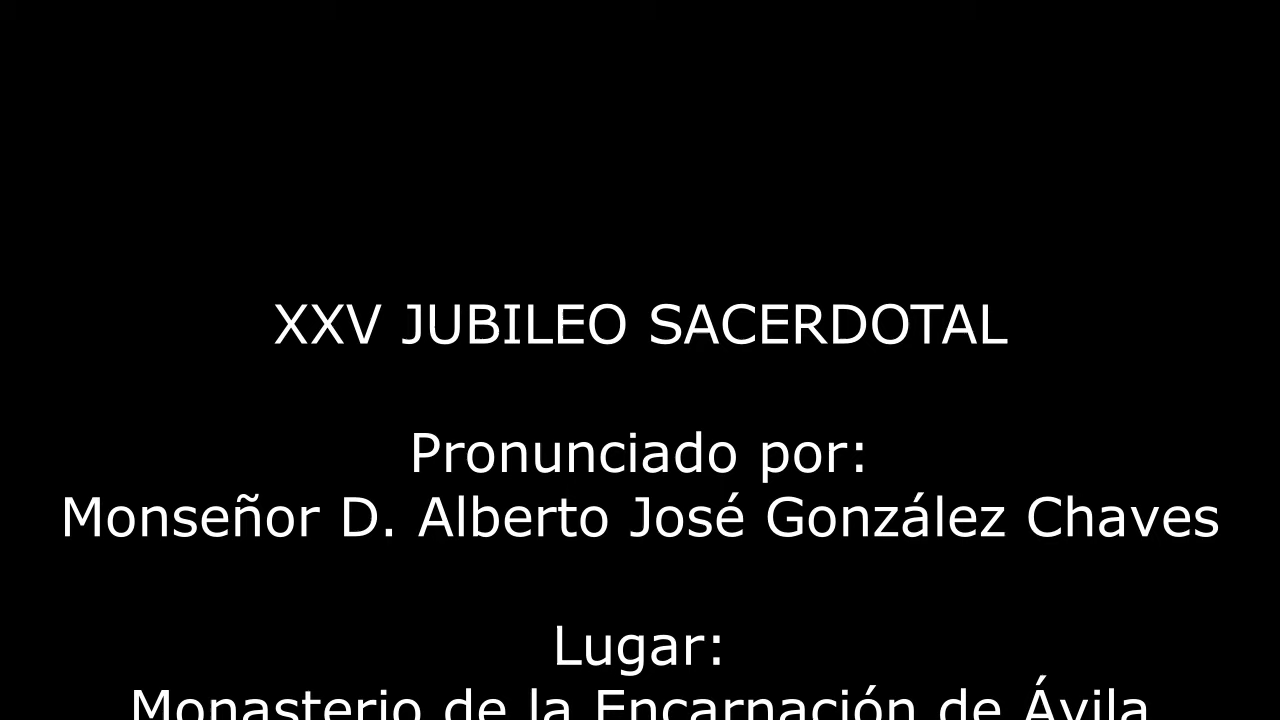 XXV JUBILEO SACERDOTAL
Pronunciado por:
Monseñor D. Alberto José González Chaves
Lugar:
Monasterio de la Encarnación de Ávila